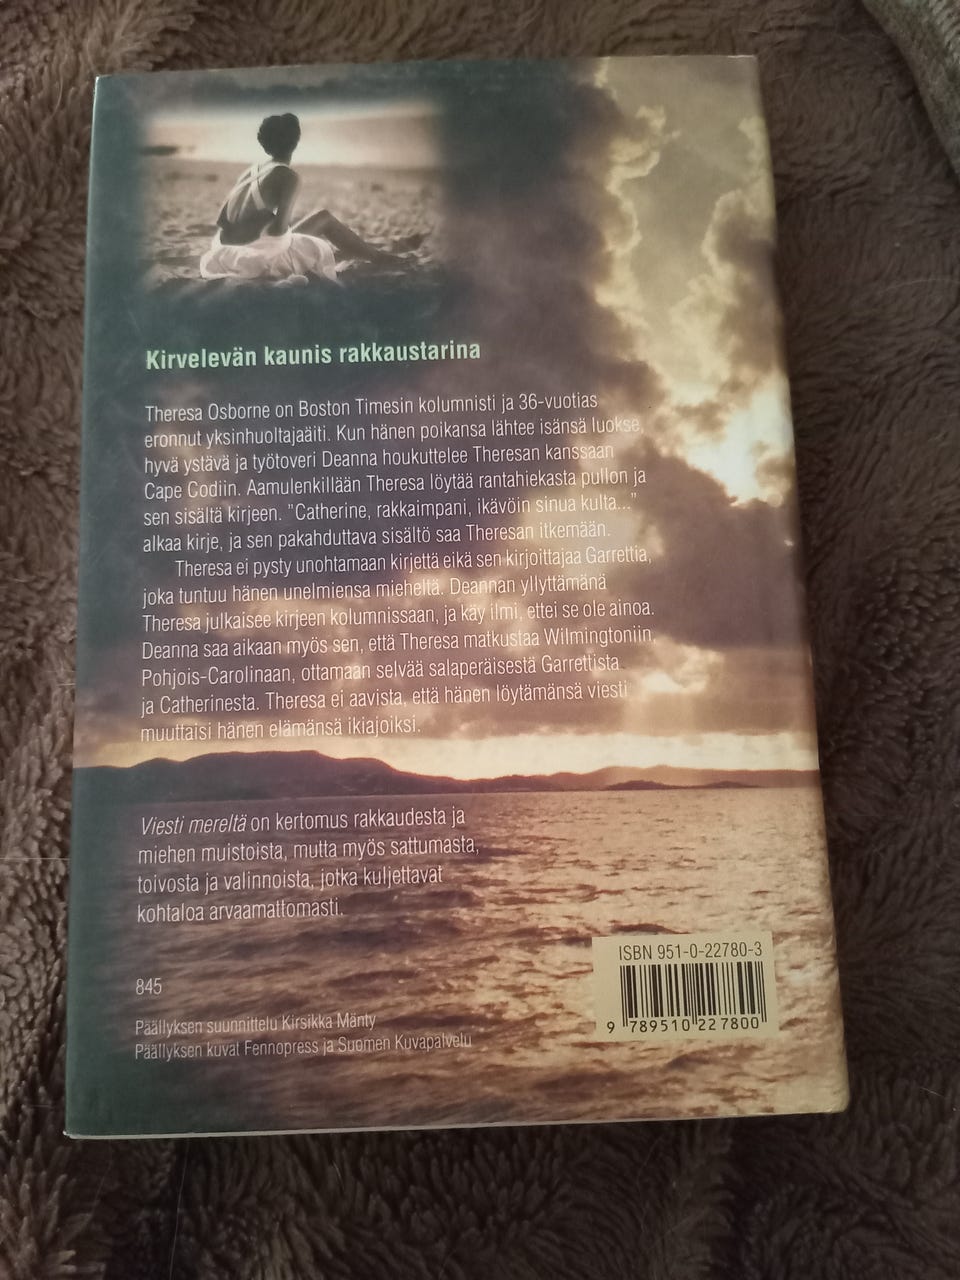 Kirvelevän kaunis rakkaustarina
Theresa Osborne on Boston Timesin kolumnisti ja 36-vuotias
eronnut yksinhuoltajaäiti. Kun hänen poikansa lähtee isänsä luokse,
hyvä ystävä ja työtoveri Deanna houkuttelee Theresan kanssaan
Cape Codiin. Aamulenkillään Theresa löytää rantahiekasta pullon ja
sen sisältä kirjeen. ”Catherine, rakkaimpani, ikävöin sinua kulta...”
alkaa kirje, ja sen pakahduttava sisältö saa Theresan itkemään.
Theresa ei pysty unohtamaan kirjettä eikä sen kirjoittajaa Garrettia,
joka tuntuu hänen unelmiensa mieheltä. Deannan yllyttämänä
Theresa julkaisee kirjeen kolumnissaan, ja käy ilmi, ettei se ole ainoa.
Deanna saa aikaan myös sen, että Theresa matkustaa Wilmingtoniin,
Pohjois-Carolinaan, ottamaan selvää salaperäisestä Garrettista
ja Catherinesta. Theresa ei aavista, että hänen löytämänsä viesti
muuttaisi hänen elämänsä ikiajoiksi.
Viesti mereltä on kertomus rakkaudesta ja
miehen muistoista, mutta myös sattumasta,
toivosta ja valinnoista, jotka kuljettavat
kohtaloa arvaamattomasti.
845
Päällyksen suunnittelu Kirsikka Mänty
Päällyksen kuvat Fennopress ja Suomen Kuvapalvelu
ISBN 951-0-22780-3
9 789510 227800